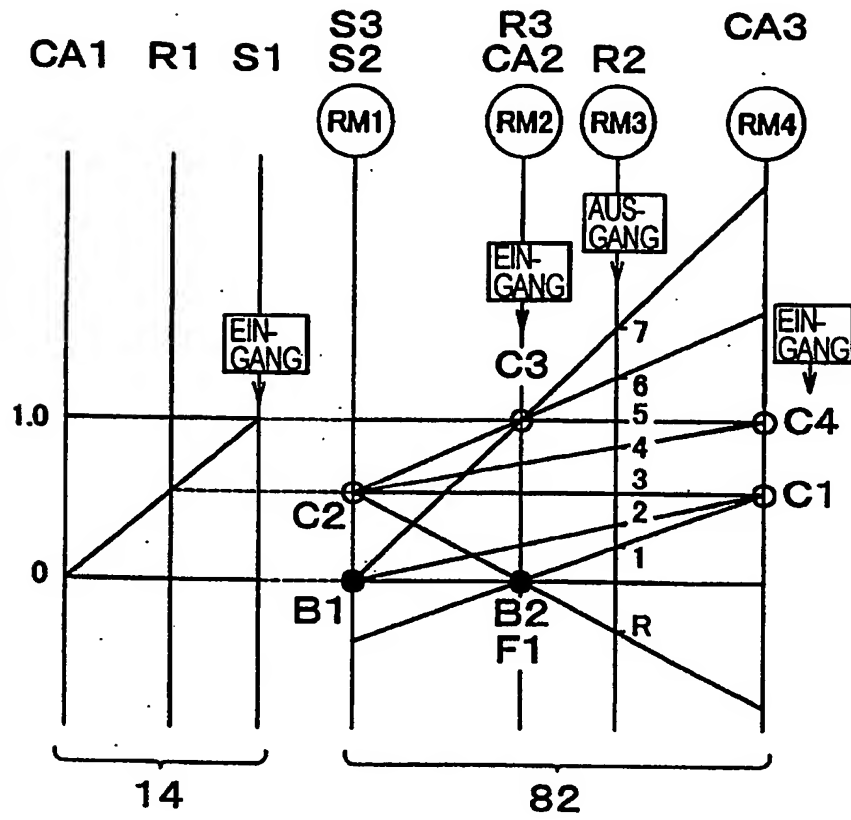 S3 R3 CA3
CA1 R1 S1 S2 CA2 R2
RM1 RM2 RM3 RM4
AUS-
GANG
EIN-
GANG
EIN-
GANG
EIN-
GANG
7
C3
6
1.0 5 C4
4
3 C1
C2 2
0 1
B1 B2 R
F1
14 82